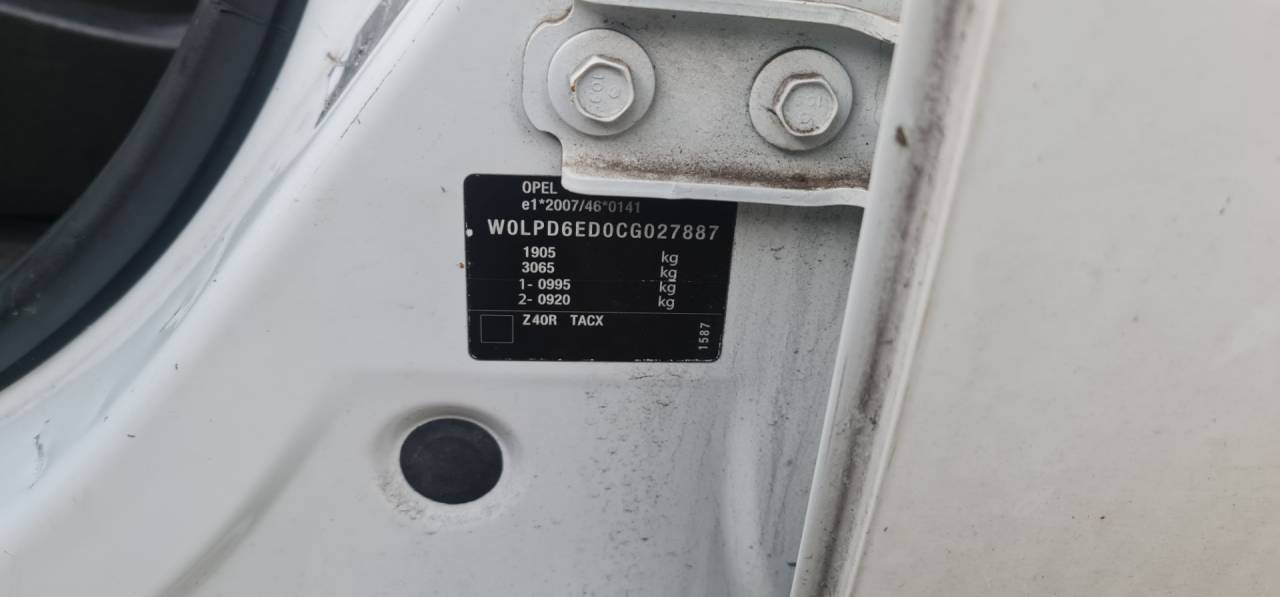 OPEL
e1*2007/46*0141
W0LPD6ED0CG027887
1905 kg
3065 kg
1- 0995 kg
2- 0920 kg
Z40R TACX
1587